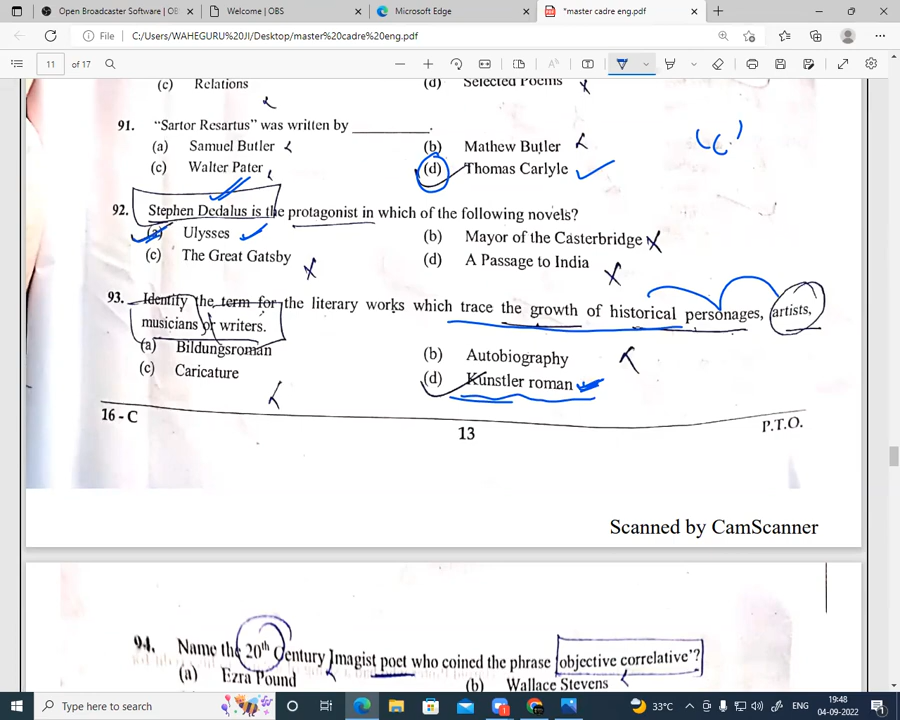 Open Broadcaster Software | OB
Welcome | OBS
Microsoft Edge
*master cadre eng.pdf
File
C:/Users/WAHEGURU%20JI/Desktop/master%20cadre%20eng.pdf
11 of 17
(c) Relations
(d) Selected Poems
91. “Sartor Resartus” was written by ________.
(a) Samuel Butler
(b) Mathew Butler
(c) Walter Pater
(d) Thomas Carlyle
(c)
92. Stephen Dedalus is the protagonist in which of the following novels?
(a) Ulysses
(b) Mayor of the Casterbridge
(c) The Great Gatsby
(d) A Passage to India
93. Identify the term for the literary works which trace the growth of historical personages, artists,
musicians or writers.
(a) Bildungsroman
(b) Autobiography
(c) Caricature
(d) Kunstler roman
16 - C
13
P.T.O.
Scanned by CamScanner
94. Name the 20th Century Imagist poet who coined the phrase 'objective correlative'?
(a) Ezra Pound
(b) Wallace Stevens
Type here to search
33°C
19:48
04-09-2022